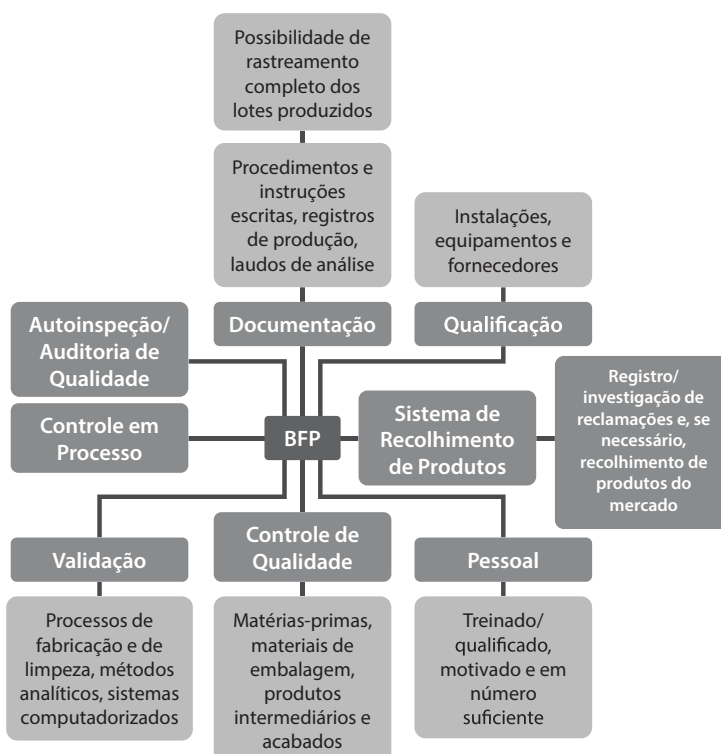 Possibilidade de
rastreamento
completo dos
lotes produzidos
Procedimentos e
instruções
escritas, registros
de produção,
laudos de análise
Instalações,
equipamentos e
fornecedores
Autoinspeção/
Auditoria de
Qualidade
Documentação
Qualificação
Controle em
Processo
BFP
Sistema de
Recolhimento
de Produtos
Registro/
investigação de
reclamações e, se
necessário,
recolhimento de
produtos do
mercado
Validação
Controle de
Qualidade
Pessoal
Processos de
fabricação e de
limpeza, métodos
analíticos, sistemas
computadorizados
Matérias-primas,
materiais de
embalagem,
produtos
intermediários e
acabados
Treinado/
qualificado,
motivado e em
número
suficiente